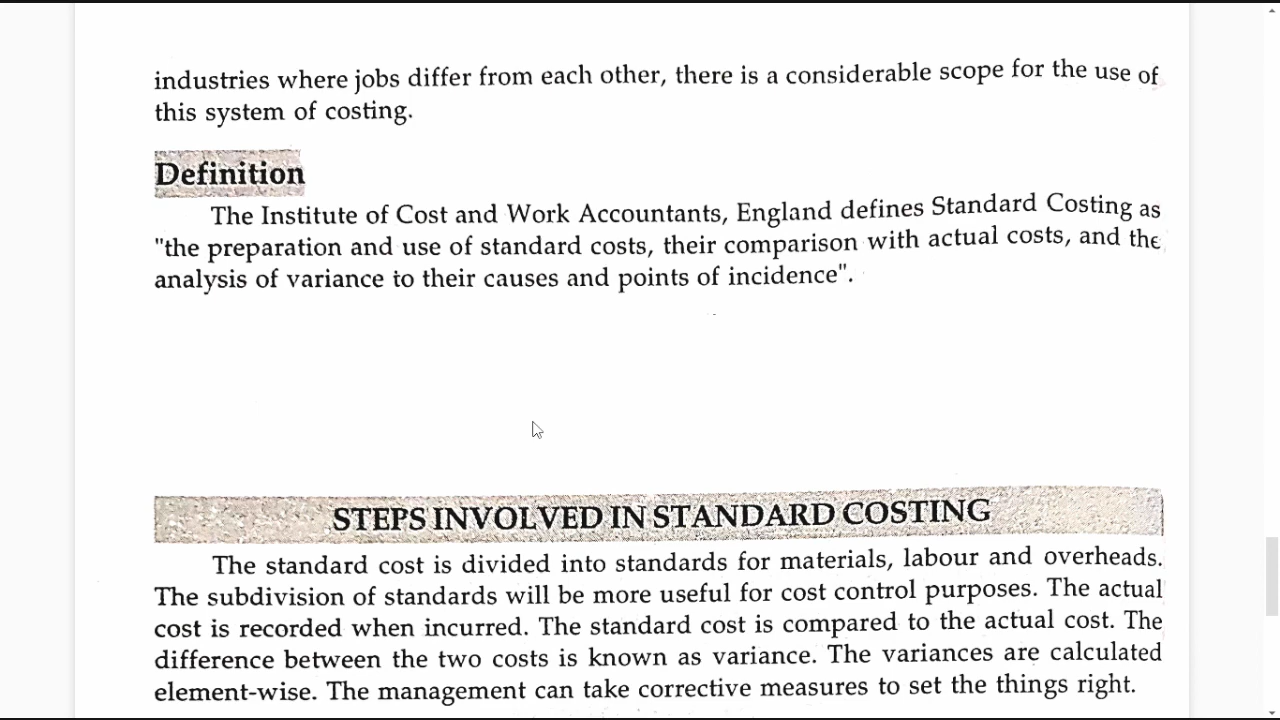 industries where jobs differ from each other, there is a considerable scope for the use of
this system of costing.
Definition
The Institute of Cost and Work Accountants, England defines Standard Costing as
"the preparation and use of standard costs, their comparison with actual costs, and the
analysis of variance to their causes and points of incidence".
STEPS INVOLVED IN STANDARD COSTING
The standard cost is divided into standards for materials, labour and overheads.
The subdivision of standards will be more useful for cost control purposes. The actual
cost is recorded when incurred. The standard cost is compared to the actual cost. The
difference between the two costs is known as variance. The variances are calculated
element-wise. The management can take corrective measures to set the things right.